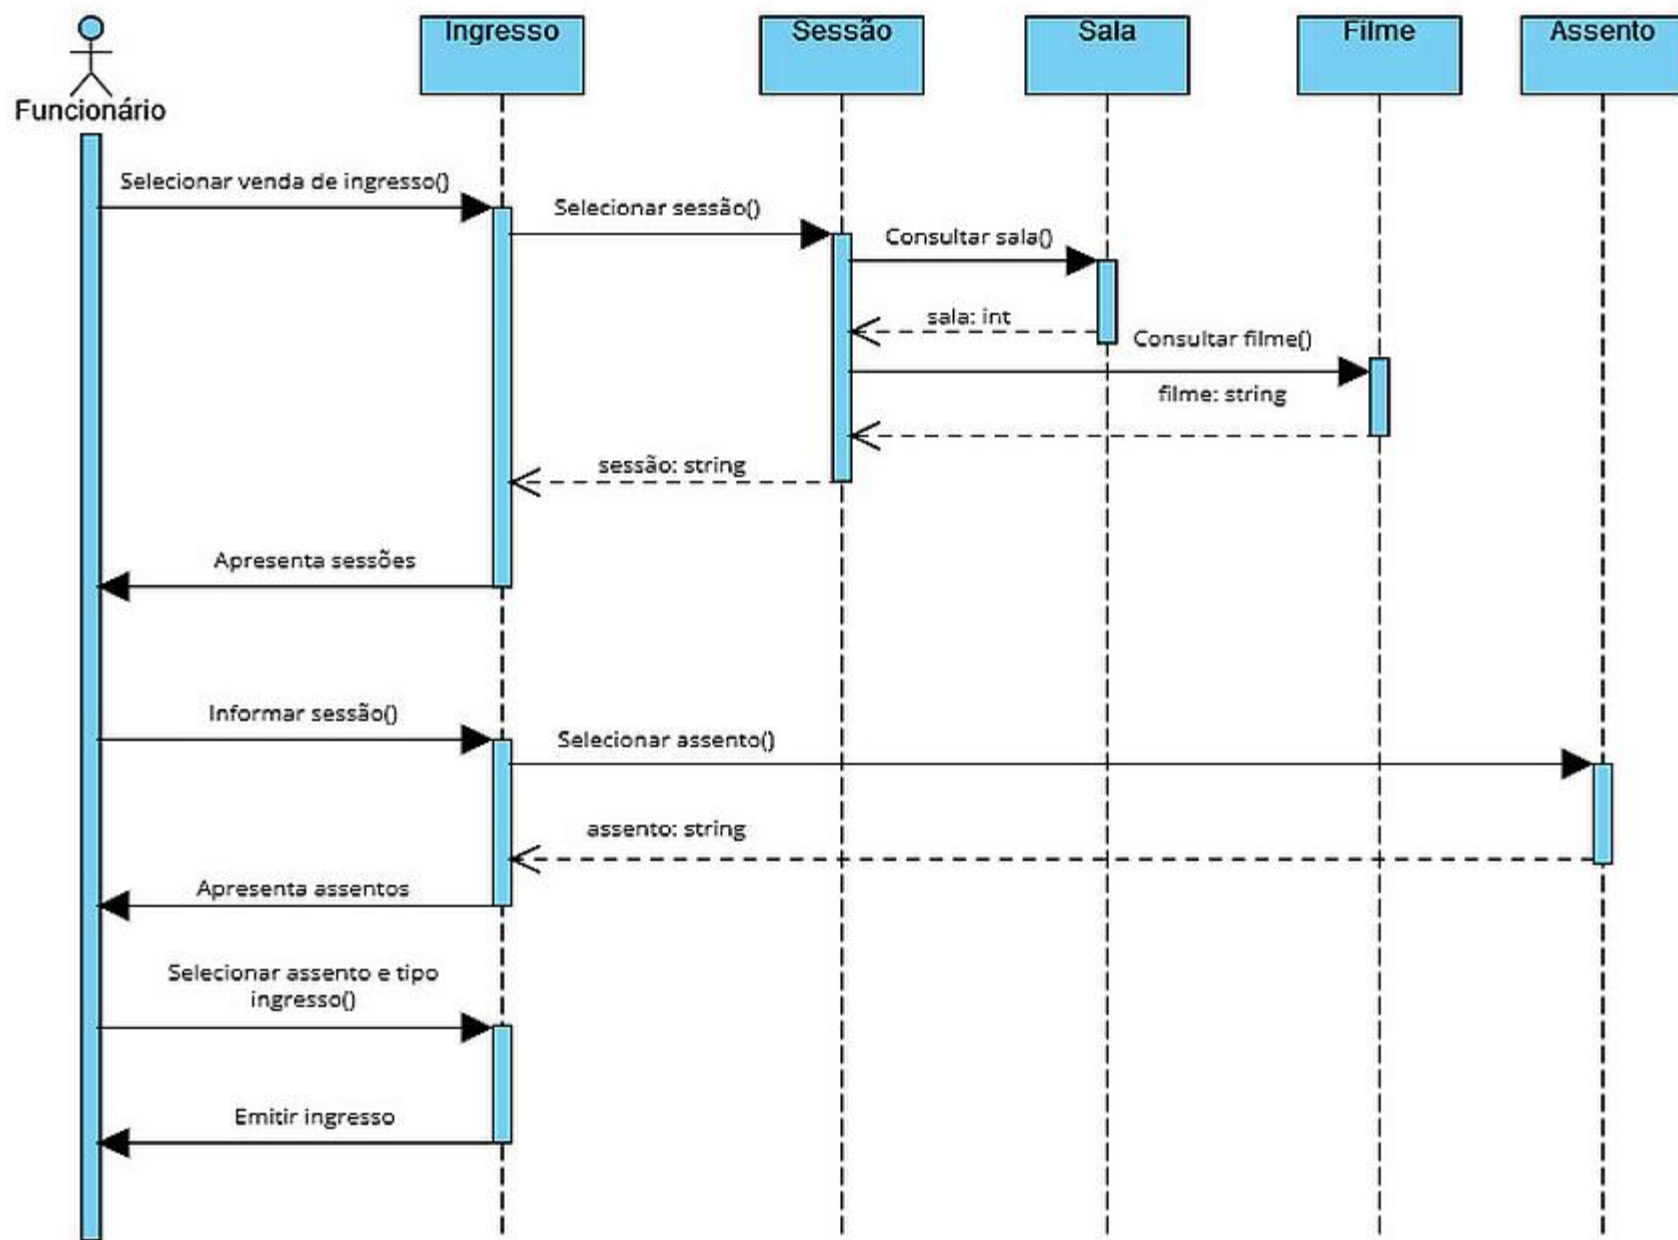 Funcionário
Ingresso
Sessão
Sala
Filme
Assento
Selecionar venda de ingresso()
Selecionar sessão()
Consultar sala()
sala: int
Consultar filme()
filme: string
sessão: string
Apresenta sessões
Informar sessão()
Selecionar assento()
assento: string
Apresenta assentos
Selecionar assento e tipo
ingresso()
Emitir ingresso